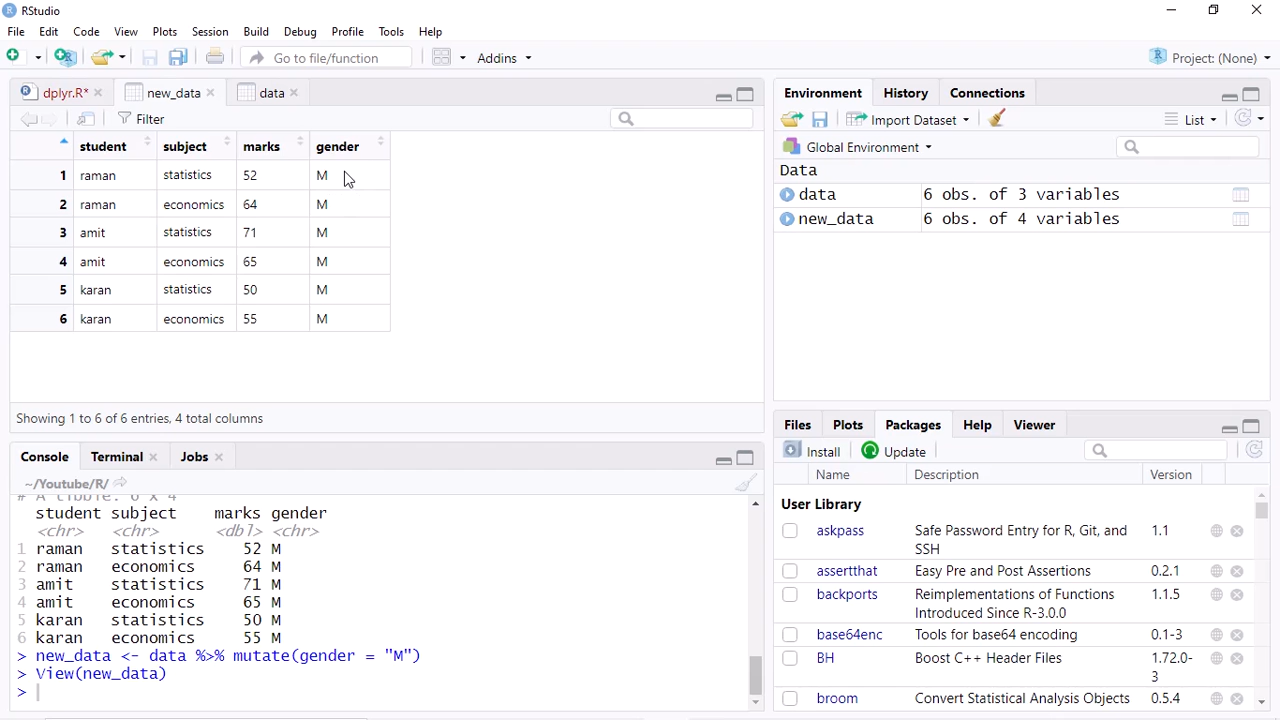 RStudio
File Edit Code View Plots Session Build Debug Profile Tools Help
Go to file/function Addins Project: (None)
dplyr.R* new_data data
Filter
student subject marks gender
1 raman statistics 52 M
2 raman economics 64 M
3 amit statistics 71 M
4 amit economics 65 M
5 karan statistics 50 M
6 karan economics 55 M
Showing 1 to 6 of 6 entries, 4 total columns
Console Terminal Jobs
~/Youtube/R/
# A tibble: 6 x 4
student subject marks gender
<chr> <chr> <dbl> <chr>
1 raman statistics 52 M
2 raman economics 64 M
3 amit statistics 71 M
4 amit economics 65 M
5 karan statistics 50 M
6 karan economics 55 M
> new_data <- data %>% mutate(gender = "M")
> View(new_data)
>
Environment History Connections
Import Dataset List
Global Environment
Data
data 6 obs. of 3 variables
new_data 6 obs. of 4 variables
Files Plots Packages Help Viewer
Install Update
Name Description Version
User Library
askpass Safe Password Entry for R, Git, and 1.1
SSH
assertthat Easy Pre and Post Assertions 0.2.1
backports Reimplementations of Functions 1.1.5
Introduced Since R-3.0.0
base64enc Tools for base64 encoding 0.1-3
BH Boost C++ Header Files 1.72.0-
3
broom Convert Statistical Analysis Objects 0.5.4